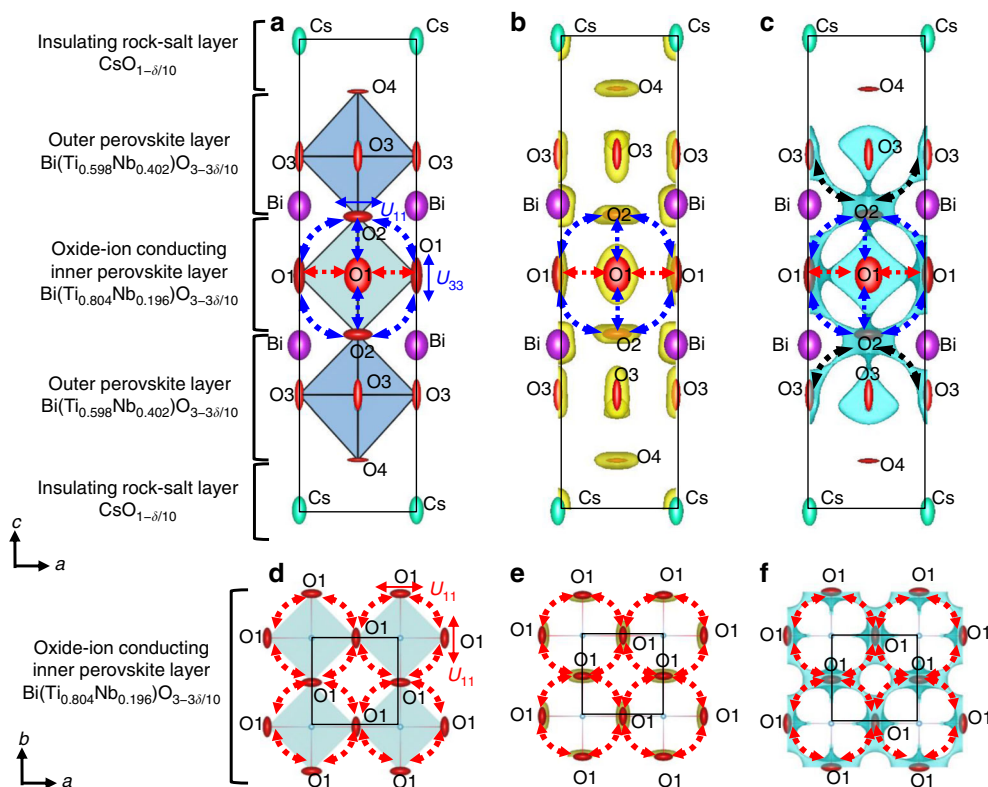 a
b
c
Insulating rock-salt layer
CsO1−δ/10
Outer perovskite layer
Bi(Ti0.598Nb0.402)O3−3δ/10
Oxide-ion conducting
inner perovskite layer
Bi(Ti0.804Nb0.196)O3−3δ/10
Outer perovskite layer
Bi(Ti0.598Nb0.402)O3−3δ/10
Insulating rock-salt layer
CsO1−δ/10
c
a
Cs Cs
O4
O3 O3 O3
Bi Bi
U11
O2
O1 O1 O1
U33
Bi Bi
O2
O3 O3 O3
O4
Cs Cs
Cs Cs
O4
O3 O3 O3
Bi Bi
O2
O1 O1 O1
Bi Bi
O2
O3 O3 O3
O4
Cs Cs
Cs Cs
O4
O3 O3 O3
Bi Bi
O2
O1 O1 O1
Bi Bi
O2
O3 O3 O3
O4
Cs Cs
d
e
f
Oxide-ion conducting
inner perovskite layer
Bi(Ti0.804Nb0.196)O3−3δ/10
b
a
O1 O1
U11
O1 O1 O1
U11
O1 O1
O1 O1 O1
O1 O1
O1 O1
O1 O1 O1
O1
O1 O1 O1
O1 O1
O1 O1
O1 O1 O1
O1
O1 O1 O1
O1 O1